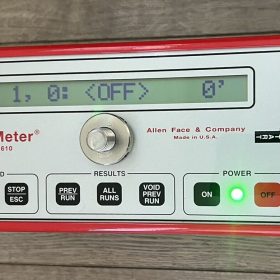 1, 0: <OFF> 0'
Meter®
610
Allen Face & Company
Made in U.S.A.
D
RESULTS
POWER
STOP/
ESC
PREV
RUN
ALL
RUNS
VOID
PREV
RUN
ON
OFF